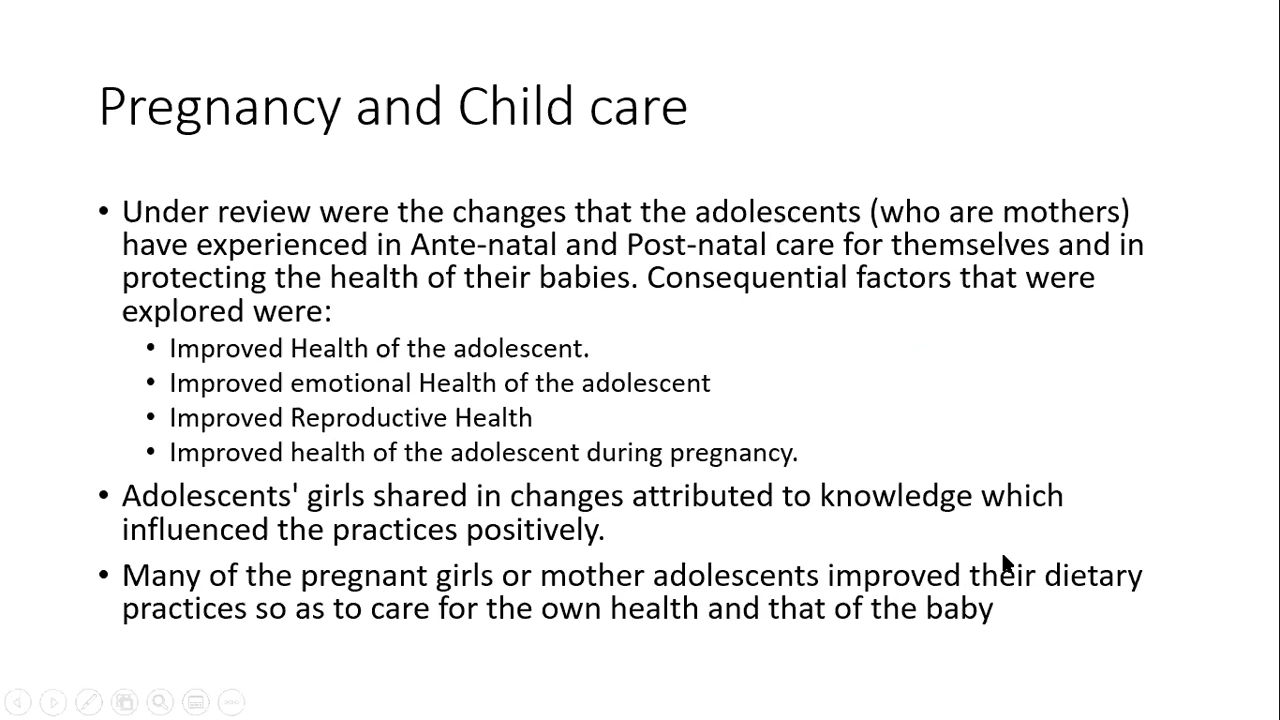 Pregnancy and Child care
• Under review were the changes that the adolescents (who are mothers)
have experienced in Ante-natal and Post-natal care for themselves and in
protecting the health of their babies. Consequential factors that were
explored were:
• Improved Health of the adolescent.
• Improved emotional Health of the adolescent
• Improved Reproductive Health
• Improved health of the adolescent during pregnancy.
• Adolescents' girls shared in changes attributed to knowledge which
influenced the practices positively.
• Many of the pregnant girls or mother adolescents improved their dietary
practices so as to care for the own health and that of the baby